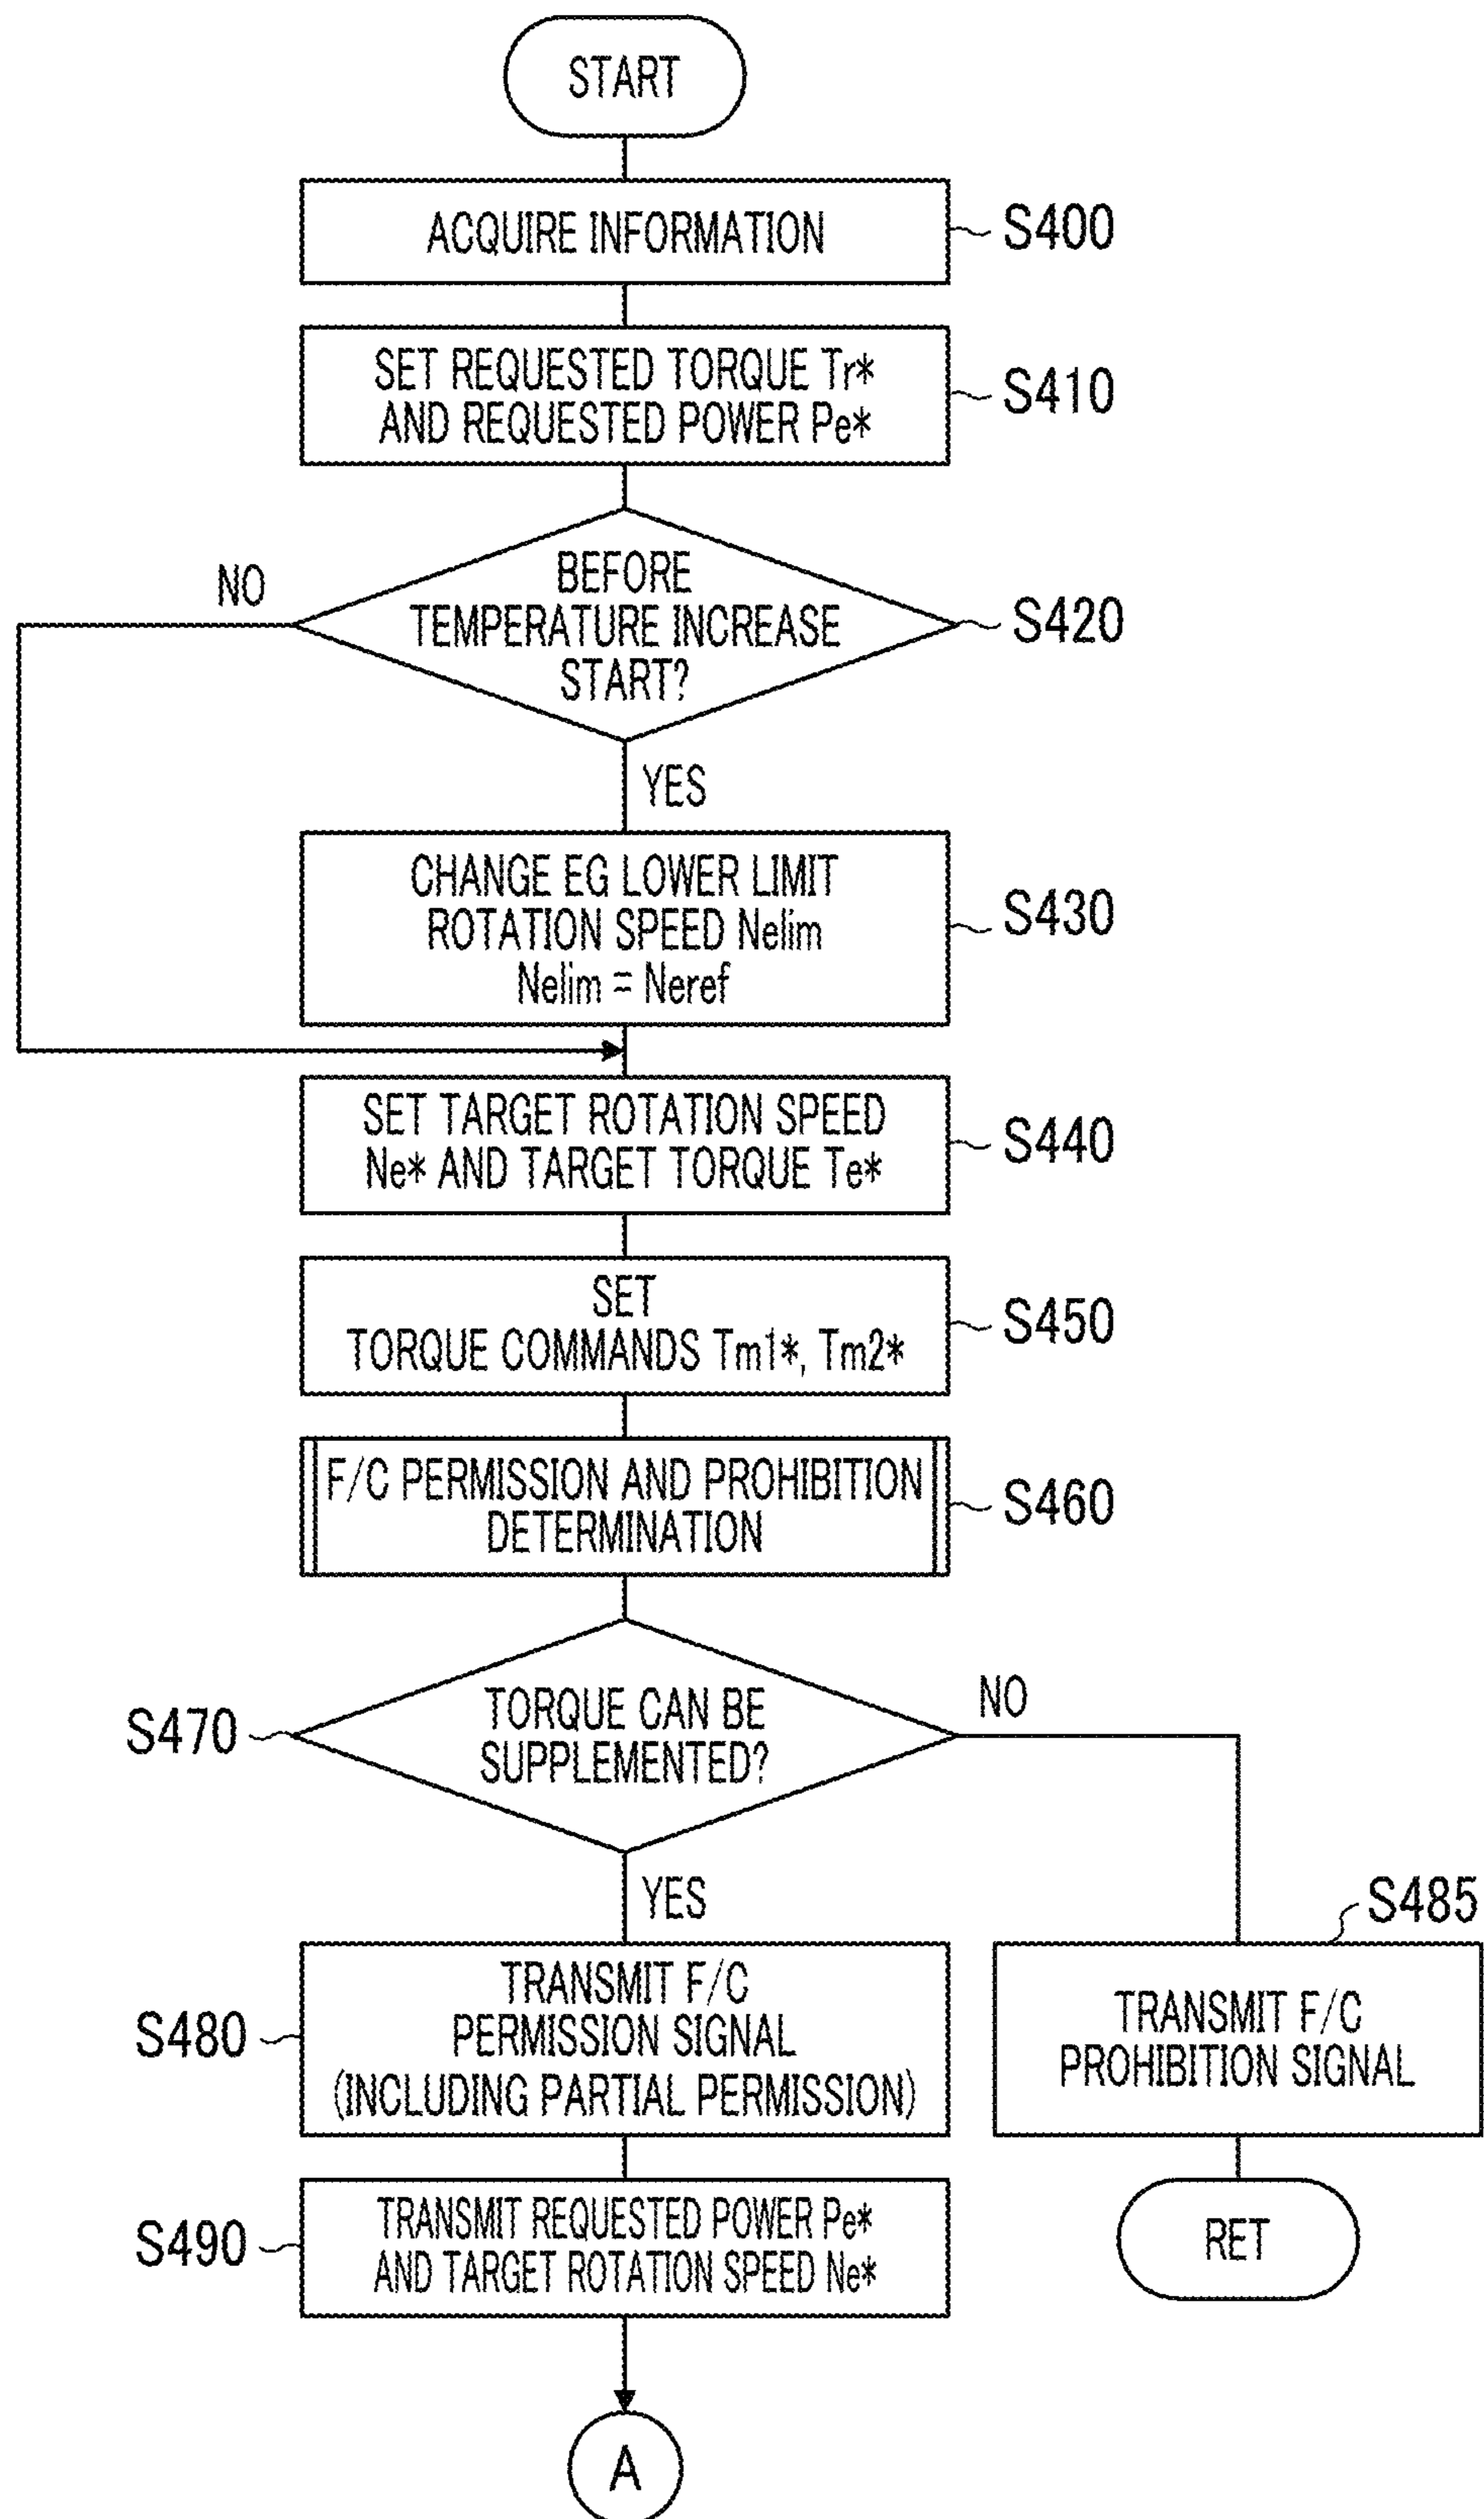 START
ACQUIRE INFORMATION
S400
SET REQUESTED TORQUE Tr*
AND REQUESTED POWER Pe*
S410
BEFORE
TEMPERATURE INCREASE
START?
S420
NO
YES
CHANGE EG LOWER LIMIT
ROTATION SPEED Nelim
Nelim = Neref
S430
SET TARGET ROTATION SPEED
Ne* AND TARGET TORQUE Te*
S440
SET
TORQUE COMMANDS Tm1*, Tm2*
S450
F/C PERMISSION AND PROHIBITION
DETERMINATION
S460
TORQUE CAN BE
SUPPLEMENTED?
S470
NO
YES
TRANSMIT F/C
PERMISSION SIGNAL
(INCLUDING PARTIAL PERMISSION)
S480
S485
TRANSMIT F/C
PROHIBITION SIGNAL
TRANSMIT REQUESTED POWER Pe*
AND TARGET ROTATION SPEED Ne*
S490
RET
A